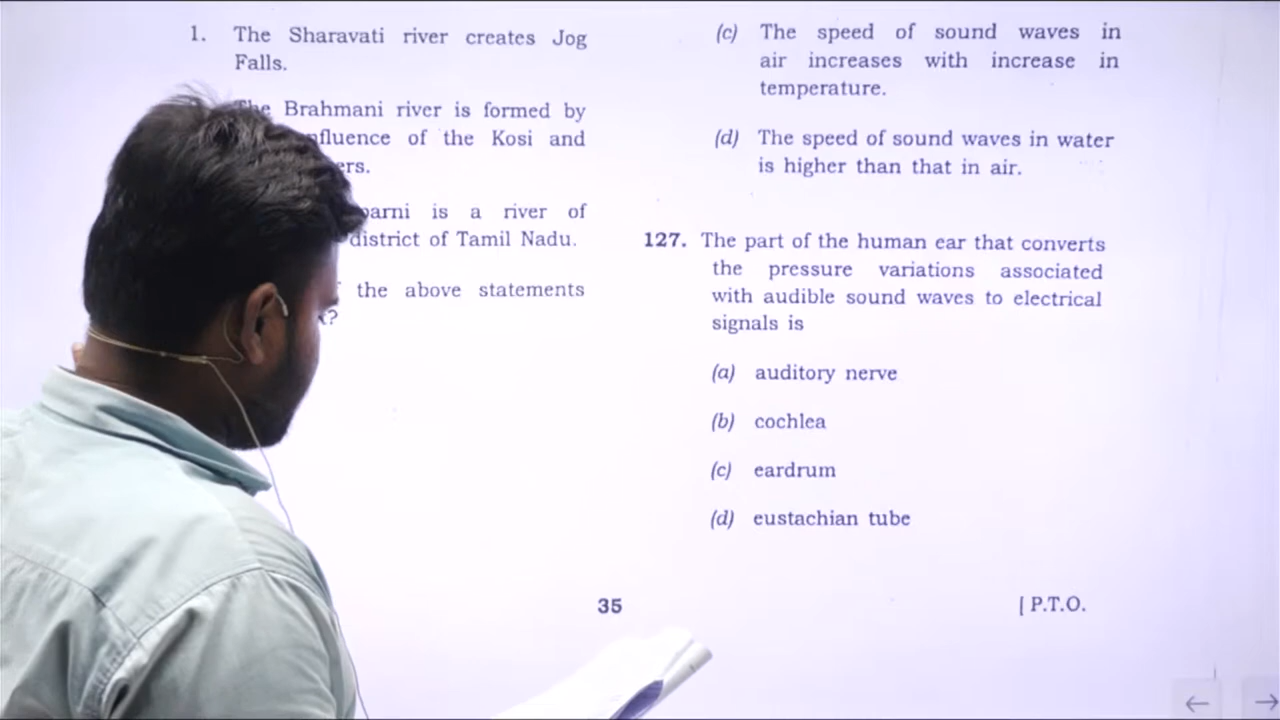 1. The Sharavati river creates Jog
Falls.
The Brahmani river is formed by
of the Kosi and
is a river of
district of Tamil Nadu.
the above statements
(c) The speed of sound waves in
air increases with increase in
temperature.
(d) The speed of sound waves in water
is higher than that in air.
127. The part of the human ear that converts
the pressure variations associated
with audible sound waves to electrical
signals is
(a) auditory nerve
(b) cochlea
(c) eardrum
(d) eustachian tube
35
[ P.T.O.